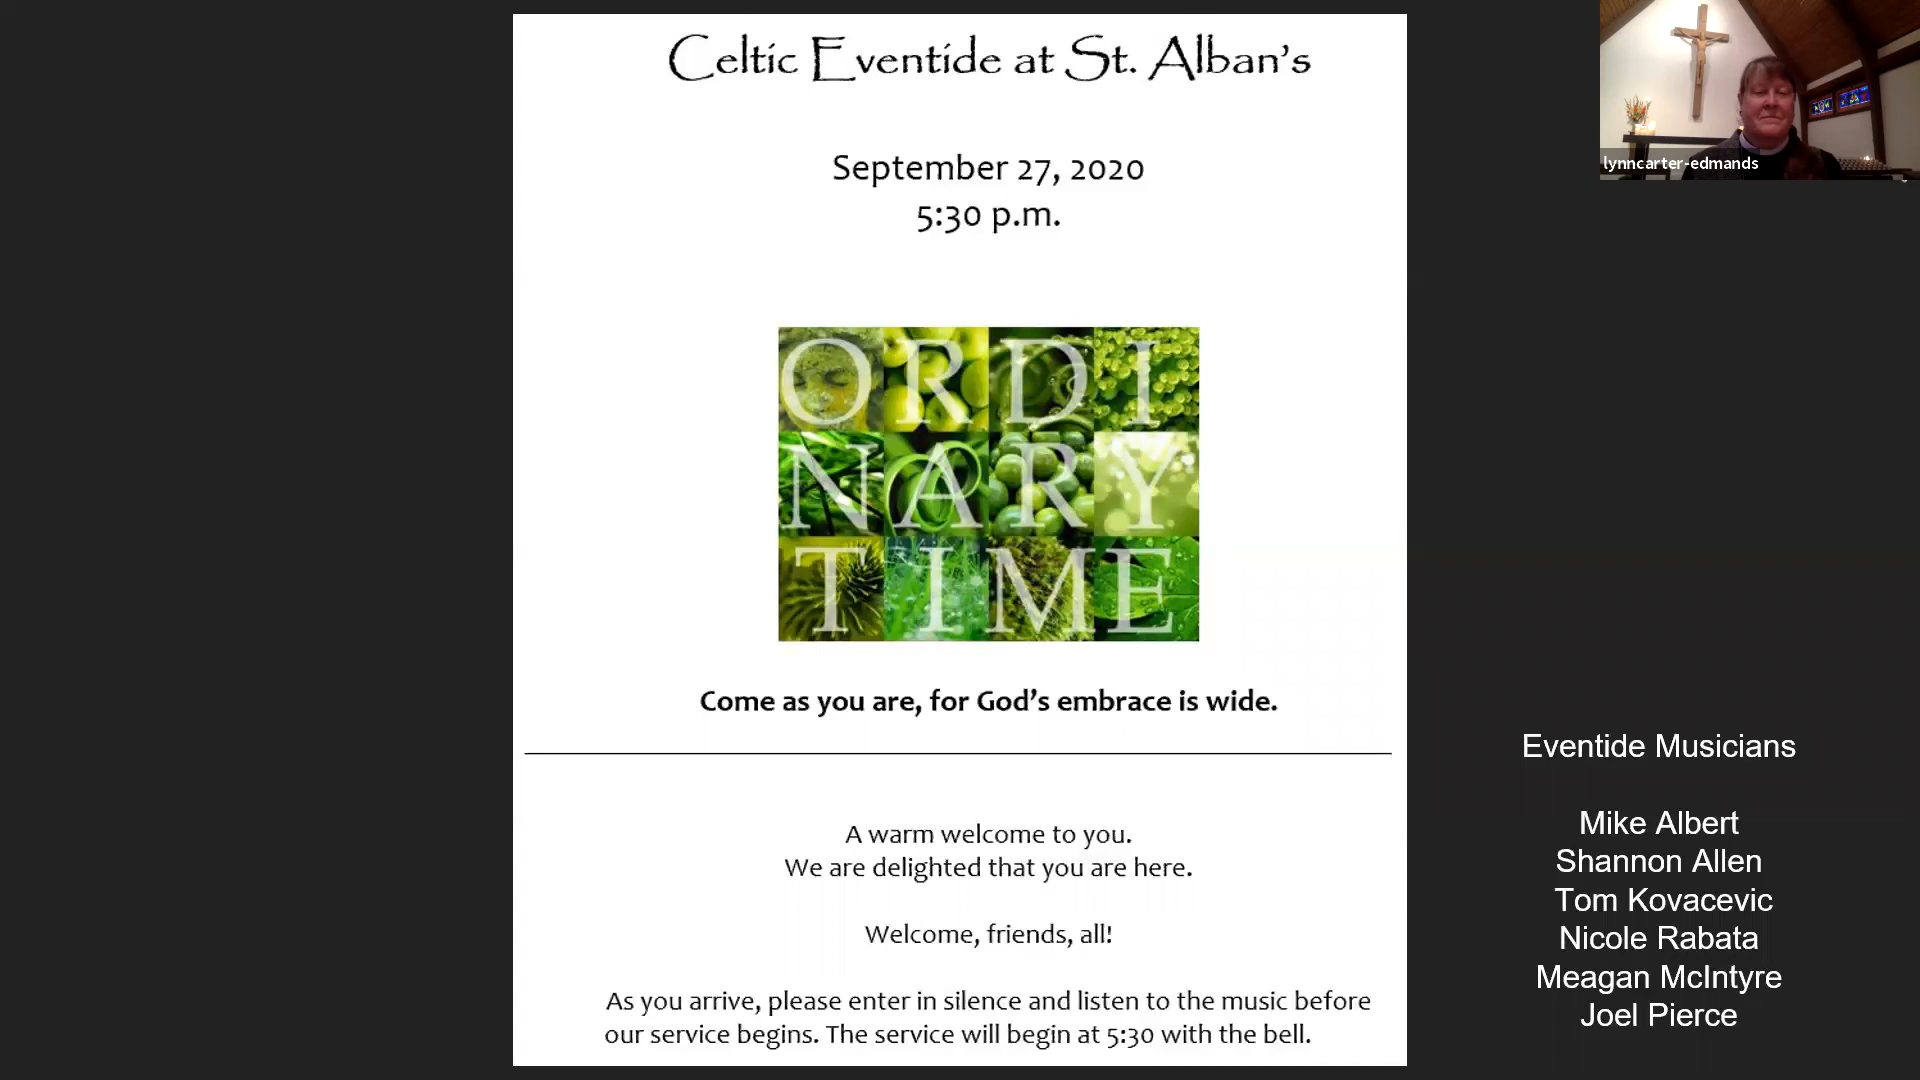 Celtic Eventide at St. Alban's
September 27, 2020
5:30 p.m.
ORDI
NARY
TIME
Come as you are, for God's embrace is wide.
A warm welcome to you.
We are delighted that you are here.
Welcome, friends, all!
As you arrive, please enter in silence and listen to the music before
our service begins. The service will begin at 5:30 with the bell.
lynncarter-edmands
Eventide Musicians
Mike Albert
Shannon Allen
Tom Kovacevic
Nicole Rabata
Meagan McIntyre
Joel Pierce